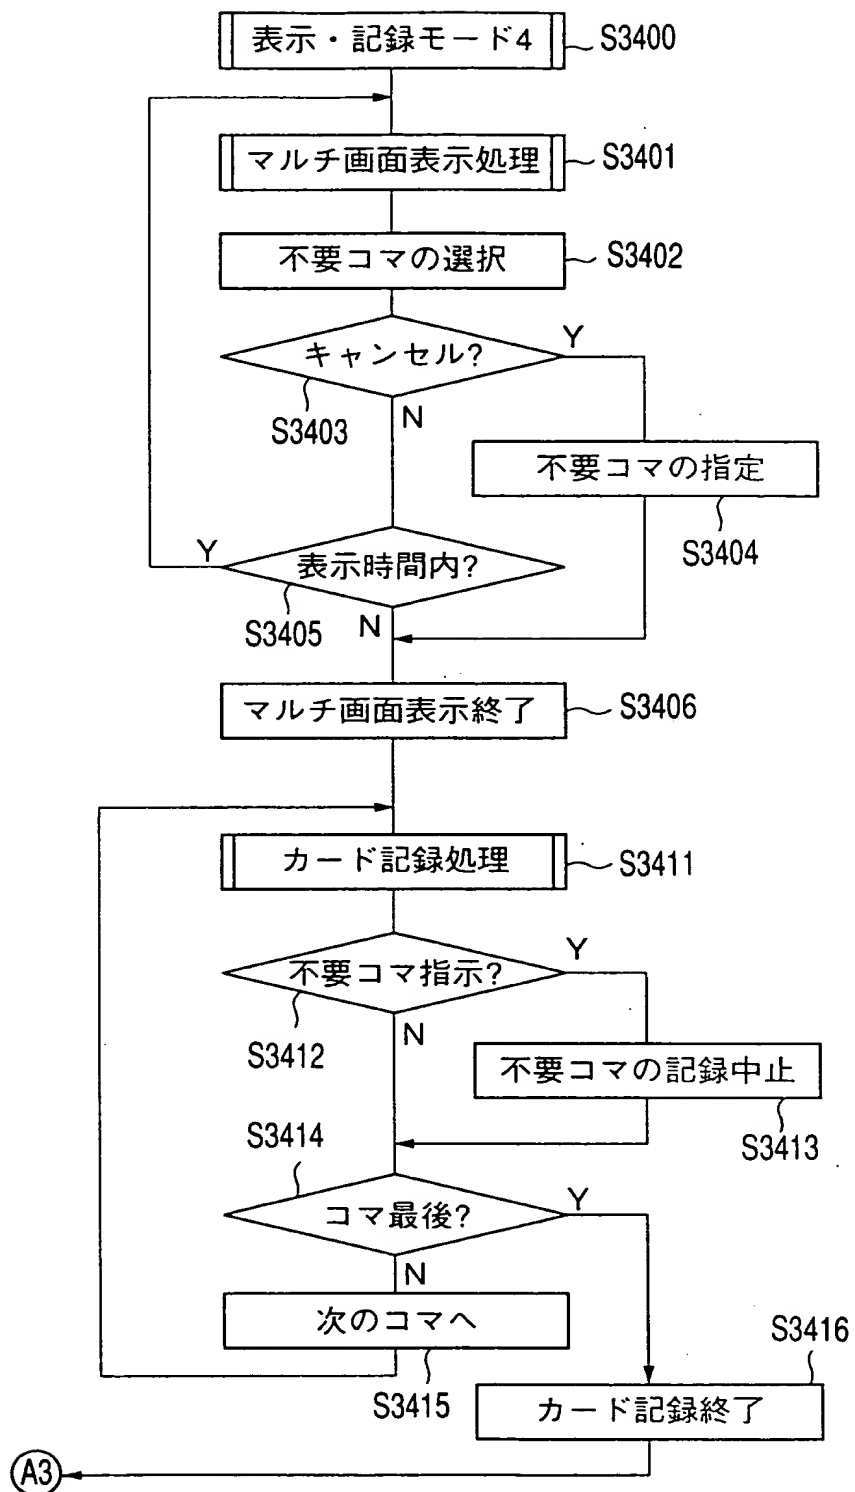 表示・記録モード4
S3400
マルチ画面表示処理
S3401
不要コマの選択
S3402
キャンセル?
Y
S3403
N
不要コマの指定
S3404
Y
表示時間内?
S3405
N
マルチ画面表示終了
S3406
カード記録処理
S3411
不要コマ指示?
Y
S3412
N
不要コマの記録中止
S3413
S3414
コマ最後?
Y
N
次のコマへ
S3415
S3416
カード記録終了
A3